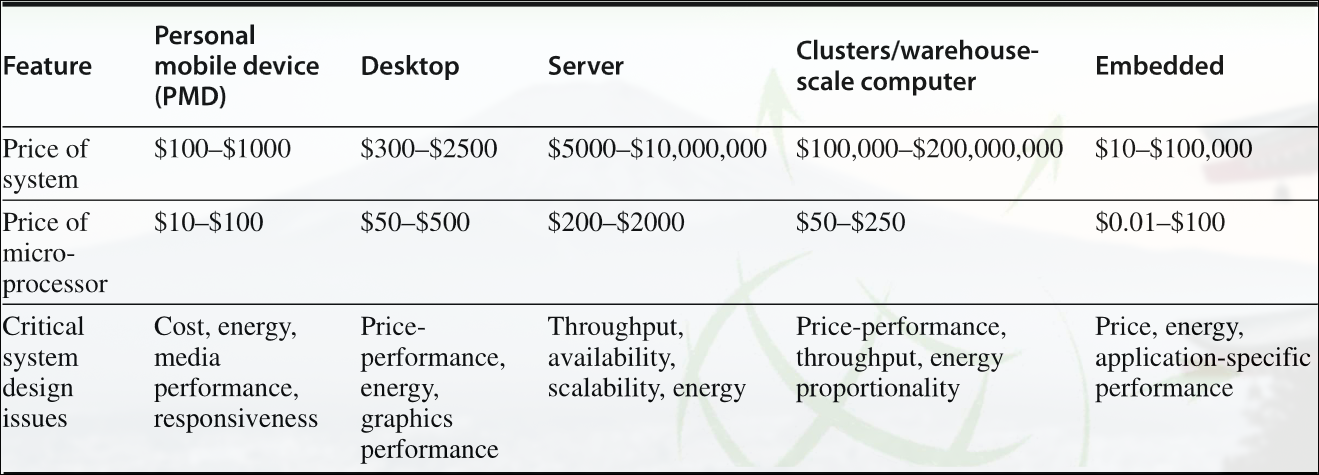 Feature
Personal
mobile device
(PMD)
Desktop
Server
Clusters/warehouse-
scale computer
Embedded
Price of
system
$100–$1000
$300–$2500
$5000–$10,000,000
$100,000–$200,000,000
$10–$100,000
Price of
micro-
processor
$10–$100
$50–$500
$200–$2000
$50–$250
$0.01–$100
Critical
system
design
issues
Cost, energy,
media
performance,
responsiveness
Price-
performance,
energy,
graphics
performance
Throughput,
availability,
scalability, energy
Price-performance,
throughput, energy
proportionality
Price, energy,
application-specific
performance